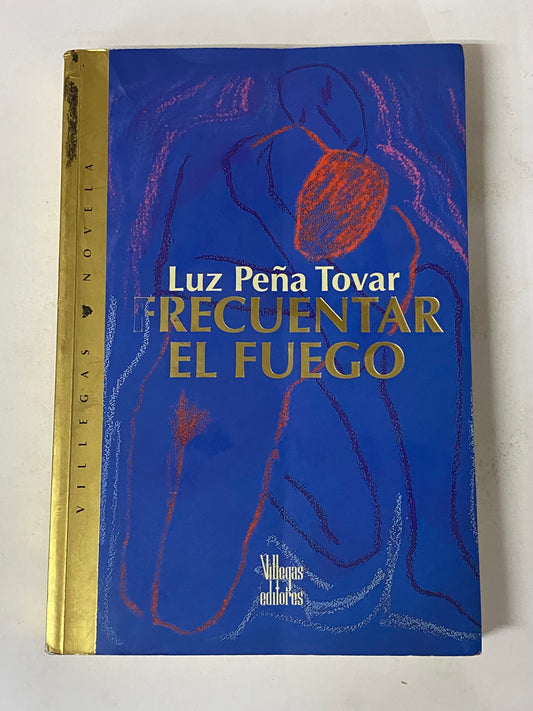 VILLEGAS NOVELA
Luz Peña Tovar
FRECUENTAR
EL FUEGO
Villegas
editores